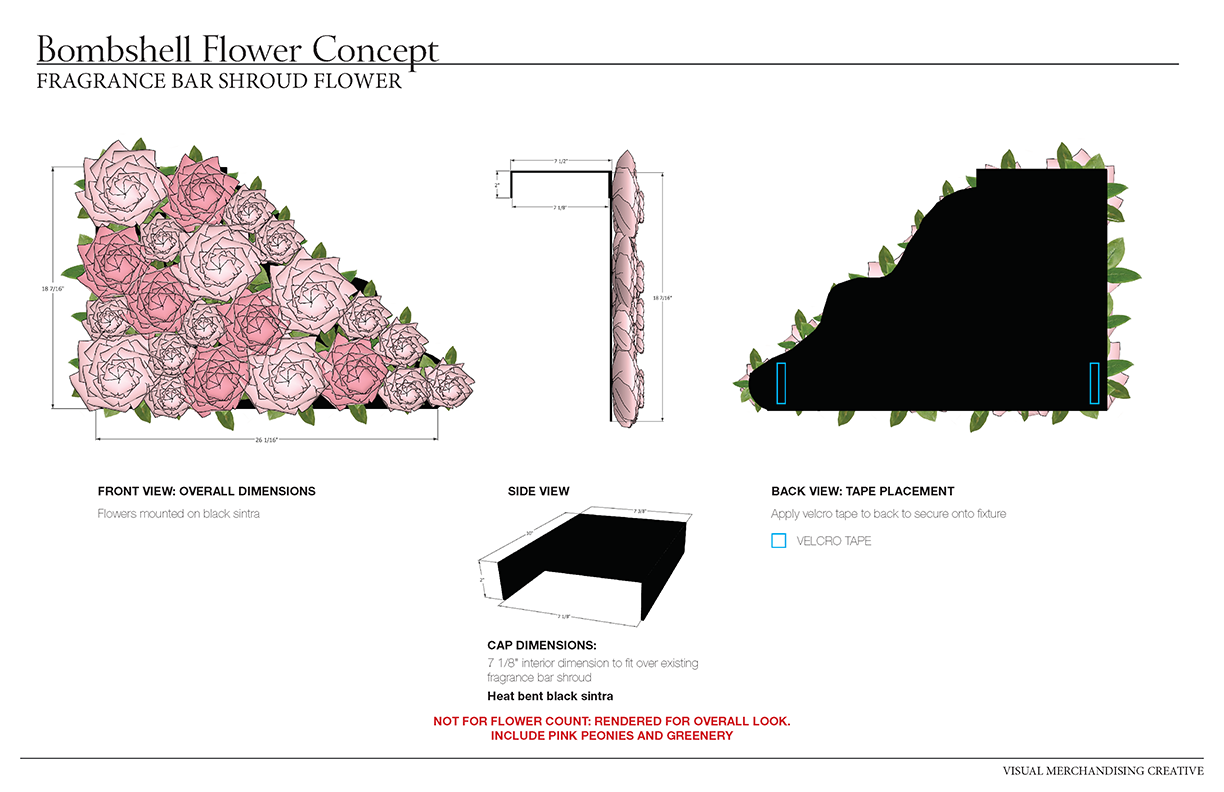 Bombshell Flower Concept
FRAGRANCE BAR SHROUD FLOWER
7 1/2"
2"
7 1/8"
18 7/16"
18 7/16"
26 1/16"
FRONT VIEW: OVERALL DIMENSIONS
Flowers mounted on black sintra
SIDE VIEW
7 3/8"
10"
2"
7 1/8"
BACK VIEW: TAPE PLACEMENT
Apply velcro tape to back to secure onto fixture
VELCRO TAPE
CAP DIMENSIONS:
7 1/8" interior dimension to fit over existing
fragrance bar shroud
Heat bent black sintra
NOT FOR FLOWER COUNT: RENDERED FOR OVERALL LOOK.
INCLUDE PINK PEONIES AND GREENERY
VISUAL MERCHANDISING CREATIVE